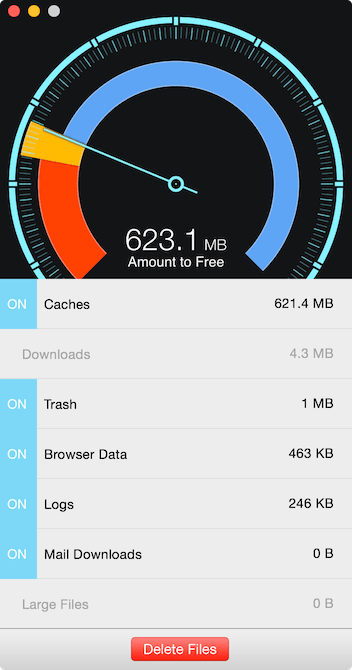 623.1 MB
Amount to Free
ON Caches 621.4 MB
Downloads 4.3 MB
ON Trash 1 MB
ON Browser Data 463 KB
ON Logs 246 KB
ON Mail Downloads 0 B
Large Files 0 B
Delete Files